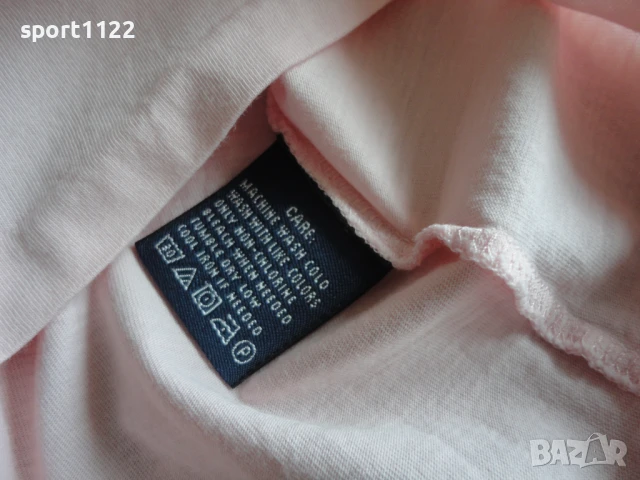 sport1122
CARE:
MACHINE WASH COLD
WASH WITH LIKE COLORS
ONLY NON-CHLORINE
BLEACH WHEN NEEDED
TUMBLE DRY LOW
COOL IRON IF NEEDED
30 P
BAZAR